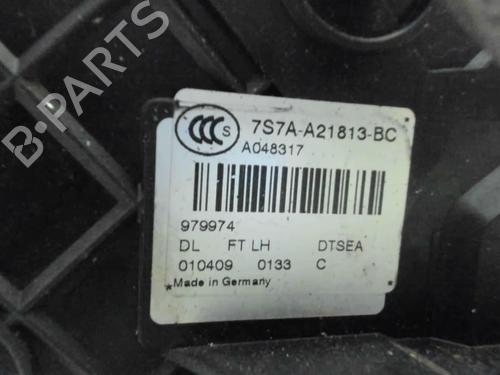 B-PARTS
CCC S
7S7A-A21813-BC
A048317
979974
DL FT LH DTSEA
010409 0133 C
*Made in Germany
*